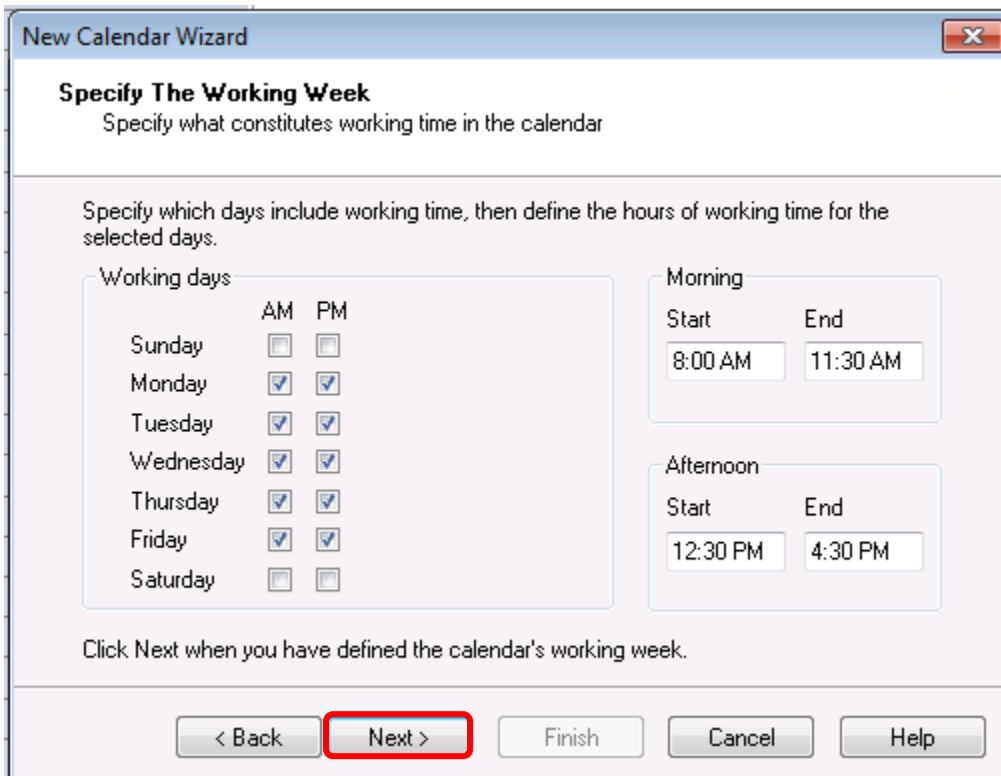 New Calendar Wizard
Specify The Working Week
Specify what constitutes working time in the calendar
Specify which days include working time, then define the hours of working time for the
selected days.
Working days
AM PM
Sunday
Monday
Tuesday
Wednesday
Thursday
Friday
Saturday
Morning
Start End
8:00 AM 11:30 AM
Afternoon
Start End
12:30 PM 4:30 PM
Click Next when you have defined the calendar's working week.
< Back Next > Finish Cancel Help